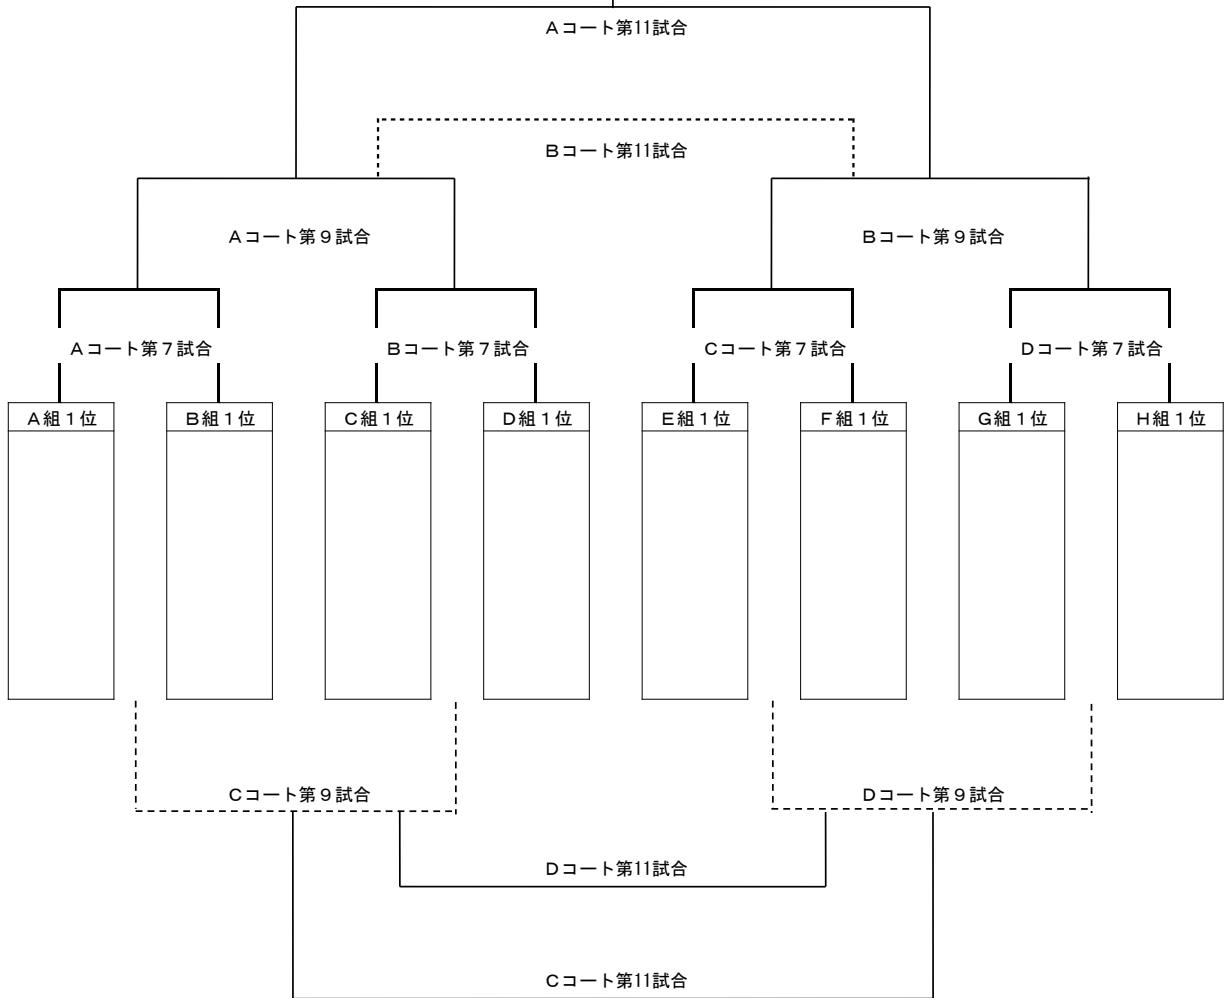 Ａコート第11試合
Ｂコート第11試合
Ａコート第９試合
Ｂコート第９試合
Ａコート第７試合
Ｂコート第７試合
Ｃコート第７試合
Ｄコート第７試合
Ａ組１位
Ｂ組１位
Ｃ組１位
Ｄ組１位
Ｅ組１位
Ｆ組１位
Ｇ組１位
Ｈ組１位
Ｃコート第９試合
Ｄコート第９試合
Ｄコート第11試合
Ｃコート第11試合